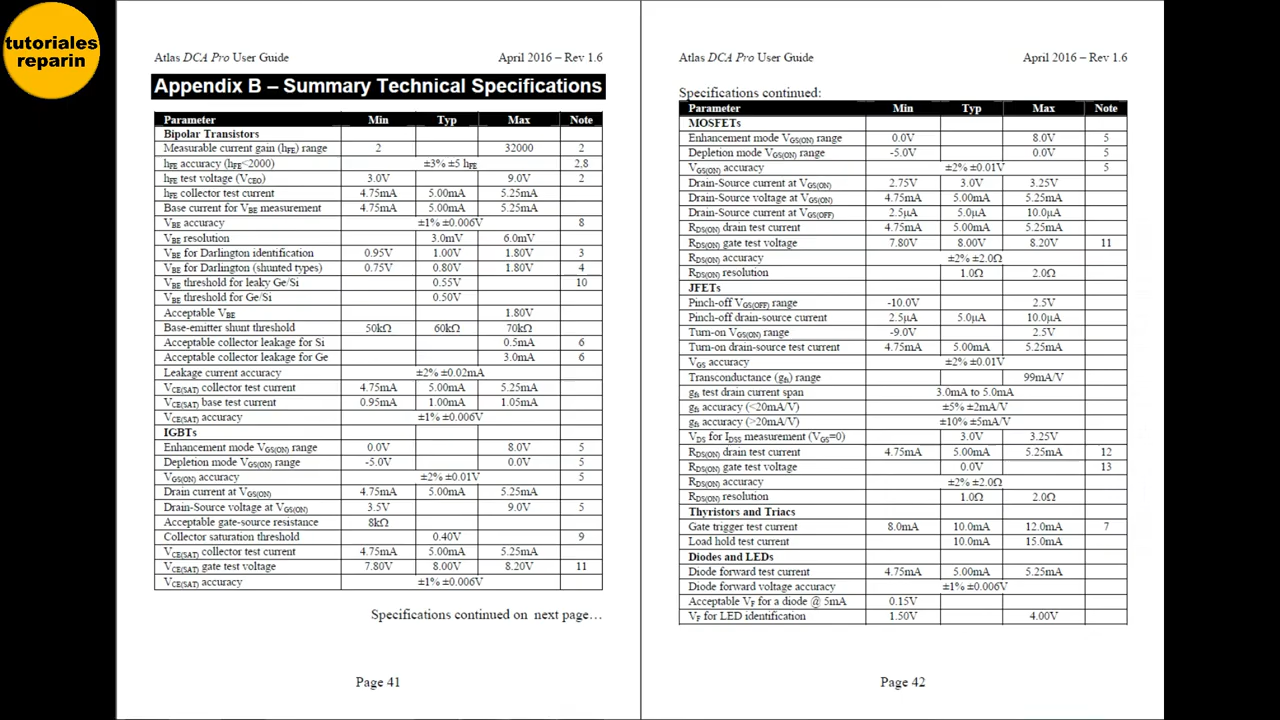 tutoriales
reparin
Atlas DCA Pro User Guide April 2016 – Rev 1.6
Appendix B – Summary Technical Specifications
Parameter Min Typ Max Note
Bipolar Transistors
Measurable current gain (hFE) range 2 32000 2
hFE accuracy (hFE<2000) ±3% ±5 hFE 2,8
hFE test voltage (VCEO) 3.0V 9.0V 2
hFE collector test current 4.75mA 5.00mA 5.25mA
Base current for VBE measurement 4.75mA 5.00mA 5.25mA
VBE accuracy ±1% ±0.006V 8
VBE resolution 3.0mV 6.0mV
VBE for Darlington identification 0.95V 1.00V 1.80V 3
VBE for Darlington (shunted types) 0.75V 0.80V 1.80V 4
VBE threshold for leaky Ge/Si 0.55V 10
VBE threshold for Ge/Si 0.50V
Acceptable VBE 1.80V
Base-emitter shunt threshold 50kΩ 60kΩ 70kΩ
Acceptable collector leakage for Si 0.5mA 6
Acceptable collector leakage for Ge 3.0mA 6
Leakage current accuracy ±2% ±0.02mA
VCE(SAT) collector test current 4.75mA 5.00mA 5.25mA
VCE(SAT) base test current 0.95mA 1.00mA 1.05mA
VCE(SAT) accuracy ±1% ±0.006V
IGBTs
Enhancement mode VGS(ON) range 0.0V 8.0V 5
Depletion mode VGS(ON) range -5.0V 0.0V 5
VGS(ON) accuracy ±2% ±0.01V 5
Drain current at VGS(ON) 4.75mA 5.00mA 5.25mA
Drain-Source voltage at VGS(ON) 3.5V 9.0V 5
Acceptable gate-source resistance 8kΩ
Collector saturation threshold 0.40V 9
VCE(SAT) collector test current 4.75mA 5.00mA 5.25mA
VCE(SAT) gate test voltage 7.80V 8.00V 8.20V 11
VCE(SAT) accuracy ±1% ±0.006V
Specifications continued on next page…
Page 41
Atlas DCA Pro User Guide April 2016 – Rev 1.6
Specifications continued:
Parameter Min Typ Max Note
MOSFETs
Enhancement mode VGS(ON) range 0.0V 8.0V 5
Depletion mode VGS(ON) range -5.0V 0.0V 5
VGS(ON) accuracy ±2% ±0.01V 5
Drain-Source current at VGS(ON) 2.75V 3.0V 3.25V
Drain-Source voltage at VGS(ON) 4.75mA 5.00mA 5.25mA
Drain-Source current at VGS(OFF) 2.5µA 5.0µA 10.0µA
RDS(ON) drain test current 4.75mA 5.00mA 5.25mA
RDS(ON) gate test voltage 7.80V 8.00V 8.20V 11
RDS(ON) accuracy ±2% ±2.0Ω
RDS(ON) resolution 1.0Ω 2.0Ω
JFETs
Pinch-off VGS(OFF) range -10.0V 2.5V
Pinch-off drain-source current 2.5µA 5.0µA 10.0µA
Turn-on VGS(ON) range -9.0V 2.5V
Turn-on drain-source test current 4.75mA 5.00mA 5.25mA
VGS accuracy ±2% ±0.01V
Transconductance (gfs) range 99mA/V
gfs test drain current span 3.0mA to 5.0mA
gfs accuracy (<20mA/V) ±5% ±2mA/V
gfs accuracy (>20mA/V) ±10% ±5mA/V
VDS for IDSS measurement (VGS=0) 3.0V 3.25V
RDS(ON) drain test current 4.75mA 5.00mA 5.25mA 12
RDS(ON) gate test voltage 0.0V 13
RDS(ON) accuracy ±2% ±2.0Ω
RDS(ON) resolution 1.0Ω 2.0Ω
Thyristors and Triacs
Gate trigger test current 8.0mA 10.0mA 12.0mA 7
Load hold test current 10.0mA 15.0mA
Diodes and LEDs
Diode forward test current 4.75mA 5.00mA 5.25mA
Diode forward voltage accuracy ±1% ±0.006V
Acceptable VF for a diode @ 5mA 0.15V
VF for LED identification 1.50V 4.00V
Page 42